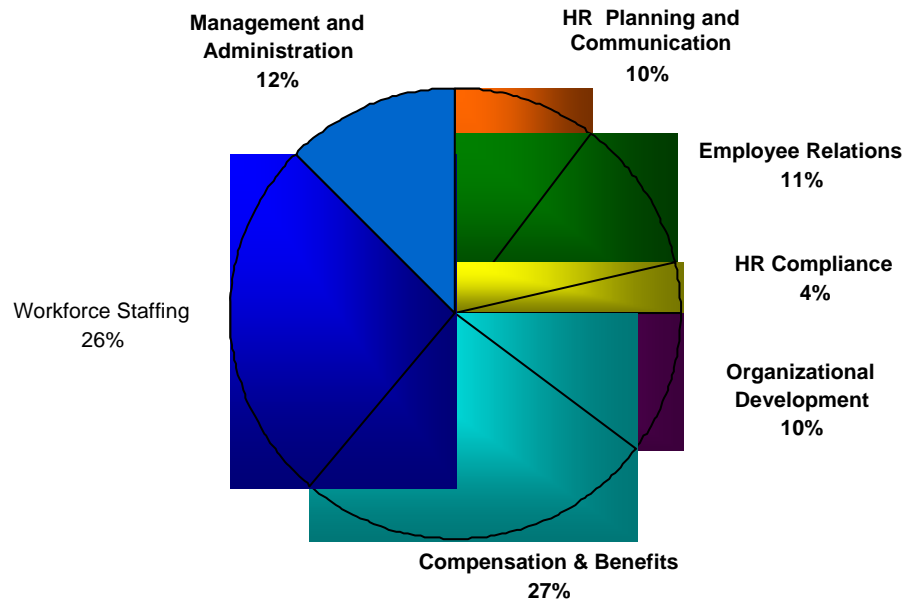 Management and
Administration
12%
HR Planning and
Communication
10%
Employee Relations
11%
HR Compliance
4%
Workforce Staffing
26%
Organizational
Development
10%
Compensation & Benefits
27%